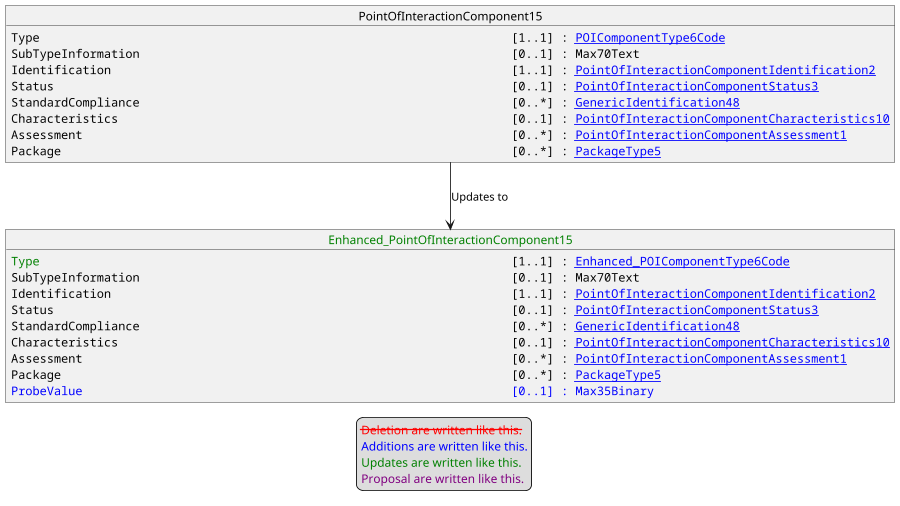 PointOfInteractionComponent15
Type [1..1] : POIComponentType6Code
SubTypeInformation [0..1] : Max70Text
Identification [1..1] : PointOfInteractionComponentIdentification2
Status [0..1] : PointOfInteractionComponentStatus3
StandardCompliance [0..*] : GenericIdentification48
Characteristics [0..1] : PointOfInteractionComponentCharacteristics10
Assessment [0..*] : PointOfInteractionComponentAssessment1
Package [0..*] : PackageType5
Updates to
Enhanced_PointOfInteractionComponent15
Type [1..1] : Enhanced_POIComponentType6Code
SubTypeInformation [0..1] : Max70Text
Identification [1..1] : PointOfInteractionComponentIdentification2
Status [0..1] : PointOfInteractionComponentStatus3
StandardCompliance [0..*] : GenericIdentification48
Characteristics [0..1] : PointOfInteractionComponentCharacteristics10
Assessment [0..*] : PointOfInteractionComponentAssessment1
Package [0..*] : PackageType5
ProbeValue [0..1] : Max35Binary
Deletion are written like this.
Additions are written like this.
Updates are written like this.
Proposal are written like this.